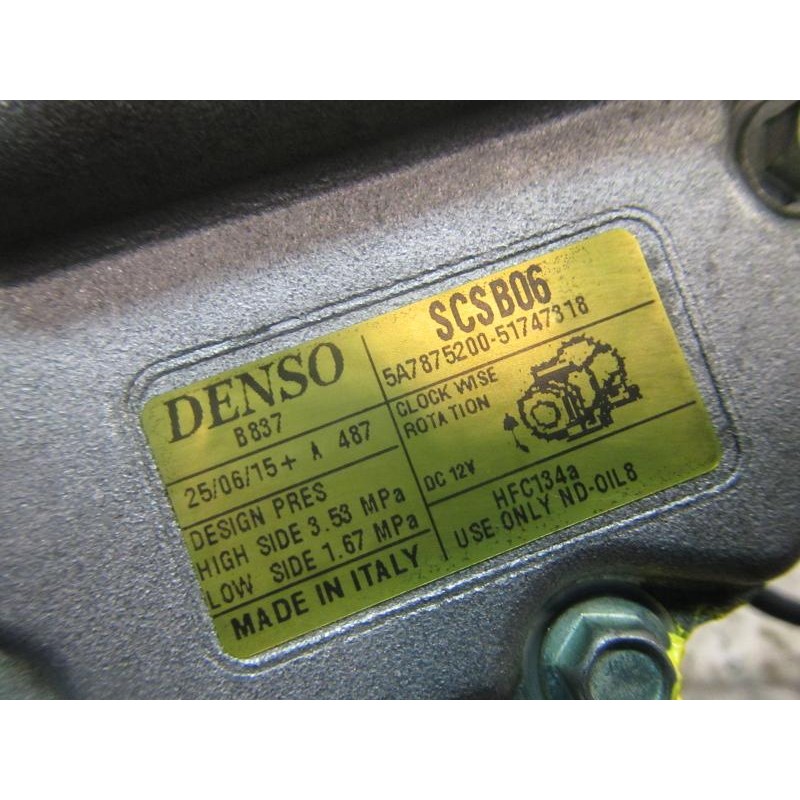 DENSO
B837
25/06/15+ A 487
DESIGN PRES
HIGH SIDE 3.53 MPa
LOW SIDE 1.67 MPa
MADE IN ITALY
SCSB06
5A7875200-51747318
CLOCK WISE
ROTATION
DC 12V
HFC134a
USE ONLY ND-OIL8